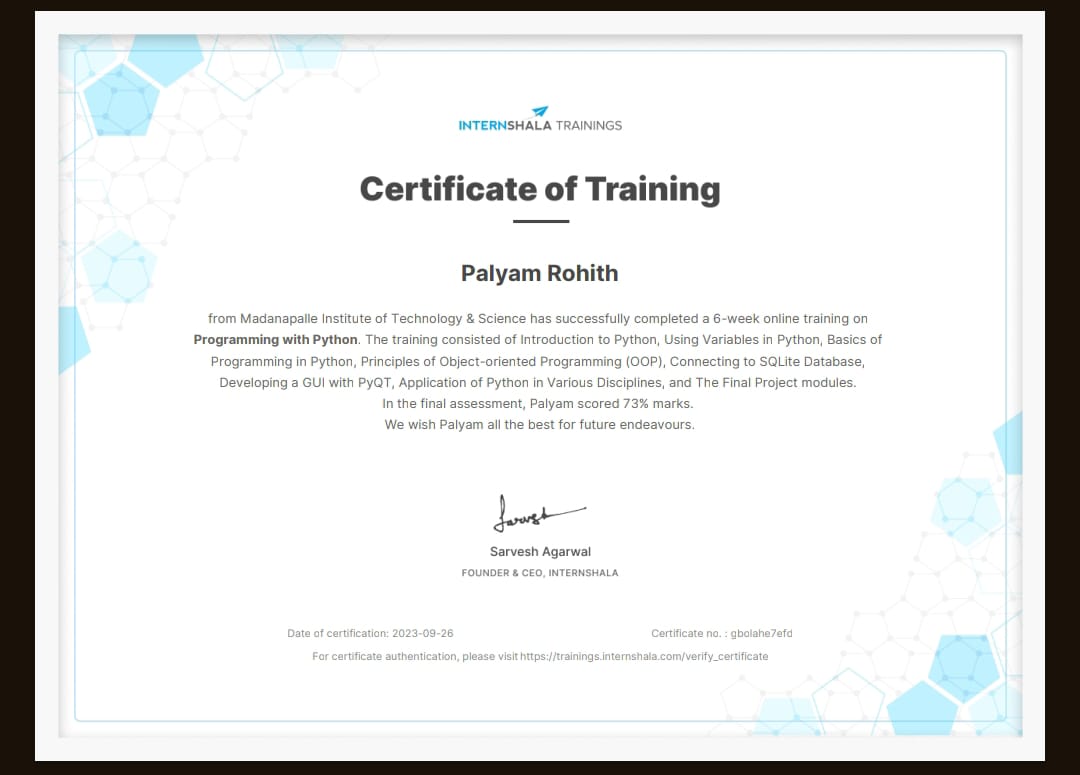 INTERNSHALA TRAININGS
Certificate of Training
Palyam Rohith
from Madanapalle Institute of Technology & Science has successfully completed a 6-week online training on
Programming with Python. The training consisted of Introduction to Python, Using Variables in Python, Basics of
Programming in Python, Principles of Object-oriented Programming (OOP), Connecting to SQLite Database,
Developing a GUI with PyQT, Application of Python in Various Disciplines, and The Final Project modules.
In the final assessment, Palyam scored 73% marks.
We wish Palyam all the best for future endeavours.
Sarvesh
Sarvesh Agarwal
FOUNDER & CEO, INTERNSHALA
Date of certification: 2023-09-26 Certificate no. : gbolahe7efd
For certificate authentication, please visit https://trainings.internshala.com/verify_certificate